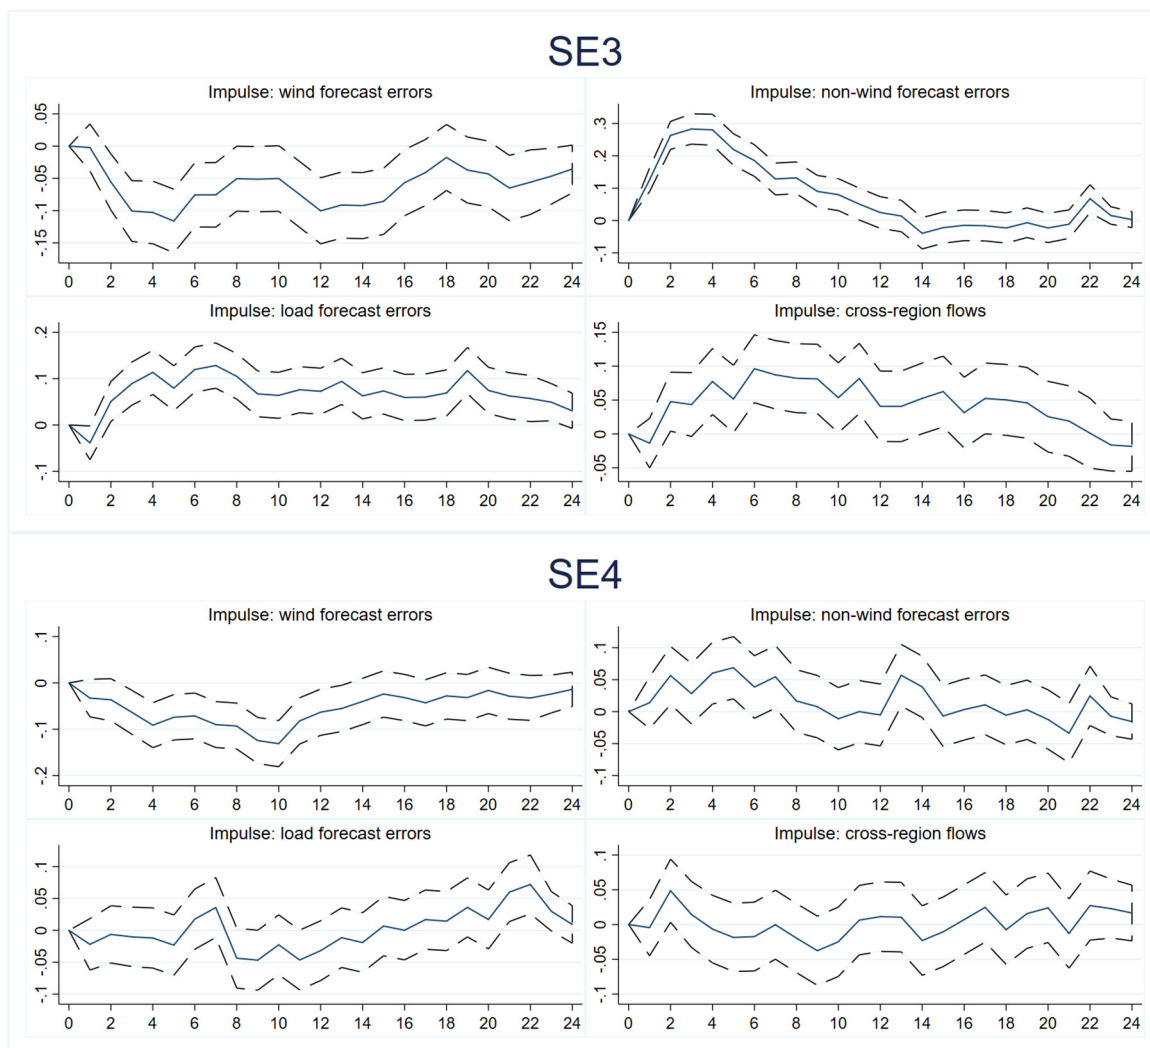 SE3
Impulse: wind forecast errors
.05
0
-.05
-.1
-.15
0 2 4 6 8 10 12 14 16 18 20 22 24
Impulse: non-wind forecast errors
.3
.2
.1
0
-.1
0 2 4 6 8 10 12 14 16 18 20 22 24
Impulse: load forecast errors
.2
.1
0
-.1
0 2 4 6 8 10 12 14 16 18 20 22 24
Impulse: cross-region flows
.15
.1
.05
0
-.05
0 2 4 6 8 10 12 14 16 18 20 22 24
SE4
Impulse: wind forecast errors
.1
0
-.1
-.2
0 2 4 6 8 10 12 14 16 18 20 22 24
Impulse: non-wind forecast errors
.1
.05
0
-.05
-.1
0 2 4 6 8 10 12 14 16 18 20 22 24
Impulse: load forecast errors
.1
.05
0
-.05
-.1
0 2 4 6 8 10 12 14 16 18 20 22 24
Impulse: cross-region flows
.1
.05
0
-.05
-.1
0 2 4 6 8 10 12 14 16 18 20 22 24